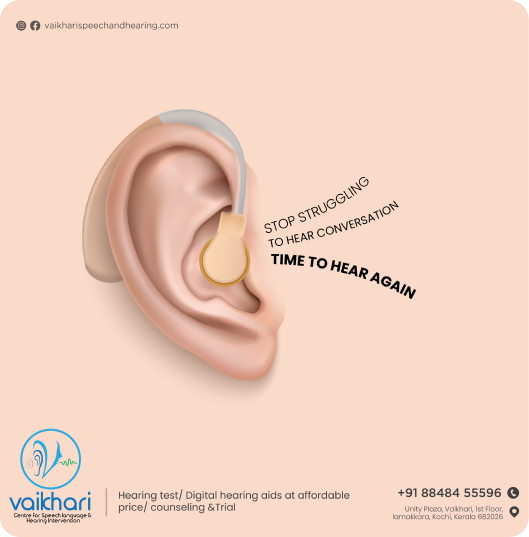 vaikharispeechandhearing.com
STOP STRUGGLING
TO HEAR CONVERSATION
TIME TO HEAR AGAIN
vaikhari
Centre for Speech language &
Hearing Intervention
Hearing test/ Digital hearing aids at affordable
price/ counseling &Trial
+91 88484 55596
Unity Plaza, Vaikhari, 1st Floor,
lamakkara, Kochi, Kerala 682026